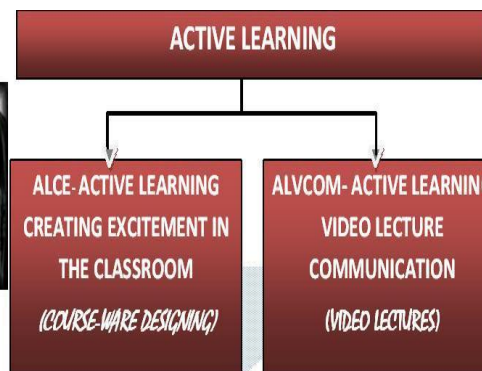 ACTIVE LEARNING
ALCE- ACTIVE LEARNING
CREATING EXCITEMENT IN
THE CLASSROOM
(COURSE-WARE DESIGNING)
ALVCOM- ACTIVE LEARNIN
VIDEO LECTURE
COMMUNICATION
(VIDEO LECTURES)